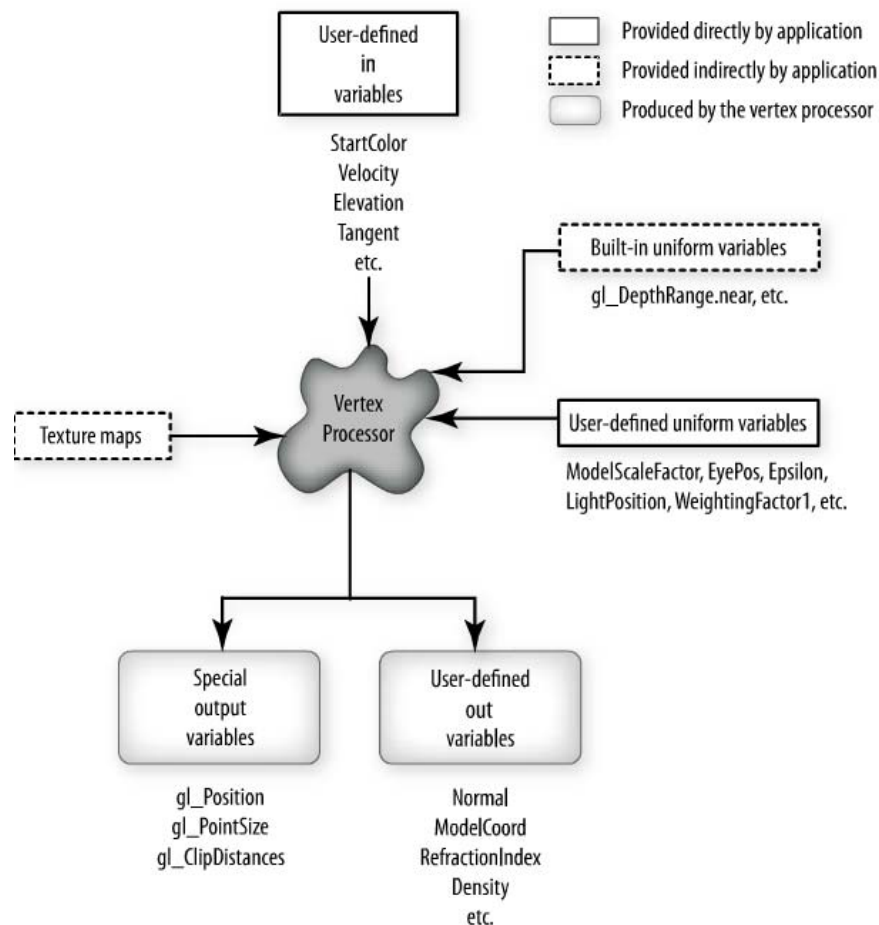 User-defined
in
variables
StartColor
Velocity
Elevation
Tangent
etc.
Provided directly by application
Provided indirectly by application
Produced by the vertex processor
Built-in uniform variables
gl_DepthRange.near, etc.
Vertex
Processor
Texture maps
User-defined uniform variables
ModelScaleFactor, EyePos, Epsilon,
LightPosition, WeightingFactor1, etc.
Special
output
variables
gl_Position
gl_PointSize
gl_ClipDistances
User-defined
out
variables
Normal
ModelCoord
RefractionIndex
Density
etc.